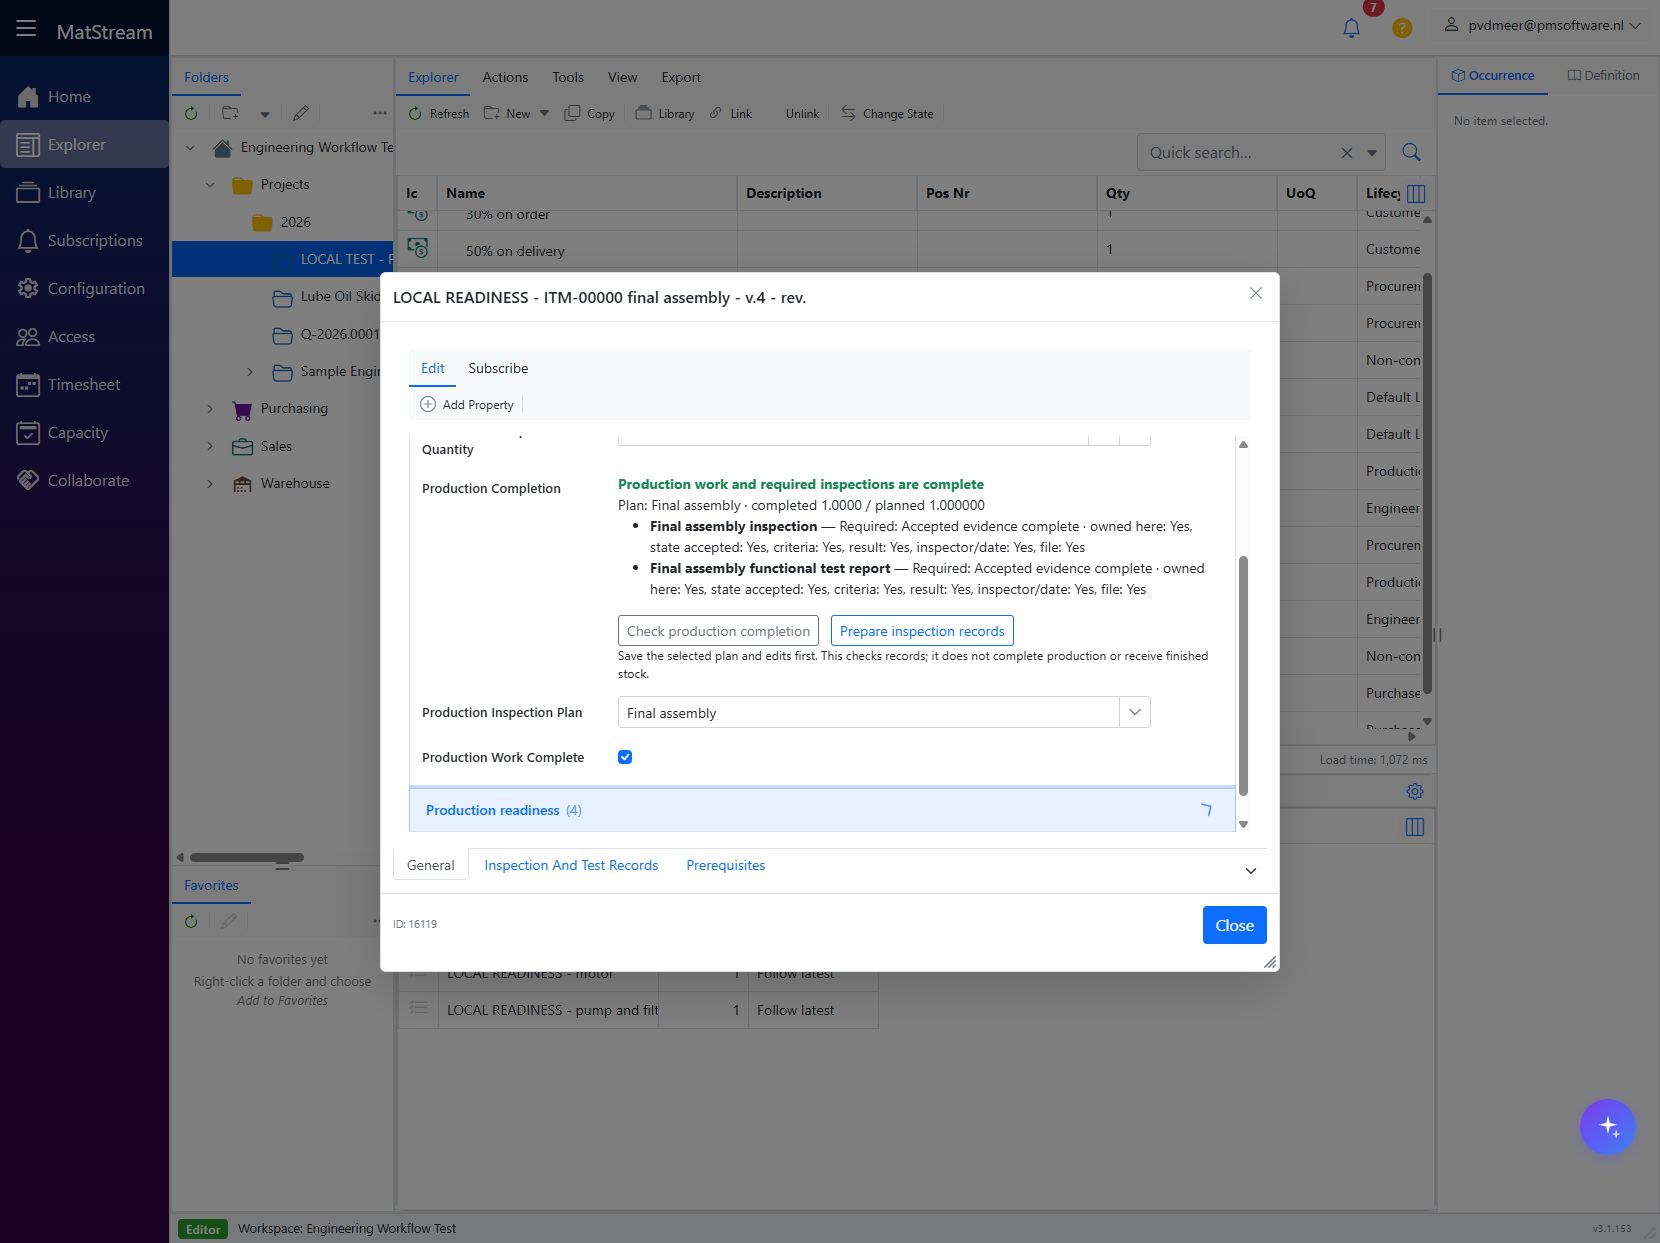 MatStream
7
?
pvdmeer@pmsoftware.nl
Home
Explorer
Library
Subscriptions
Configuration
Access
Timesheet
Capacity
Collaborate
Folders
Engineering Workflow Te
Projects
2026
LOCAL TEST - F
Lube Oil Skid
Q-2026.0001
Sample Engin
Purchasing
Sales
Warehouse
Favorites
No favorites yet
Right-click a folder and choose
Add to Favorites
Explorer Actions Tools View Export
Refresh New Copy Library Link Unlink Change State
Quick search...
Ic Name Description Pos Nr Qty UoQ Lifecy
30% on order 1 Custome
50% on delivery 1 Custome
Procuren
Procuren
Non-con
Default L
Default L
Productio
Engineer
Procuren
Productio
Engineer
Non-con
Purchase
Load time: 1,072 ms
LOCAL READINESS - ITM-00000 final assembly - v.4 - rev.
Edit Subscribe
Add Property
Quantity
Production Completion
Production work and required inspections are complete
Plan: Final assembly · completed 1.0000 / planned 1.000000
• Final assembly inspection — Required: Accepted evidence complete · owned here: Yes,
state accepted: Yes, criteria: Yes, result: Yes, inspector/date: Yes, file: Yes
• Final assembly functional test report — Required: Accepted evidence complete · owned
here: Yes, state accepted: Yes, criteria: Yes, result: Yes, inspector/date: Yes, file: Yes
Check production completion Prepare inspection records
Save the selected plan and edits first. This checks records; it does not complete production or receive finished
stock.
Production Inspection Plan Final assembly
Production Work Complete
Production readiness (4)
General Inspection And Test Records Prerequisites
ID: 16119
Close
LOCAL READINESS - motor 1 Follow latest
LOCAL READINESS - pump and filt 1 Follow latest
Occurrence Definition
No item selected.
Editor Workspace: Engineering Workflow Test
v3.1.153